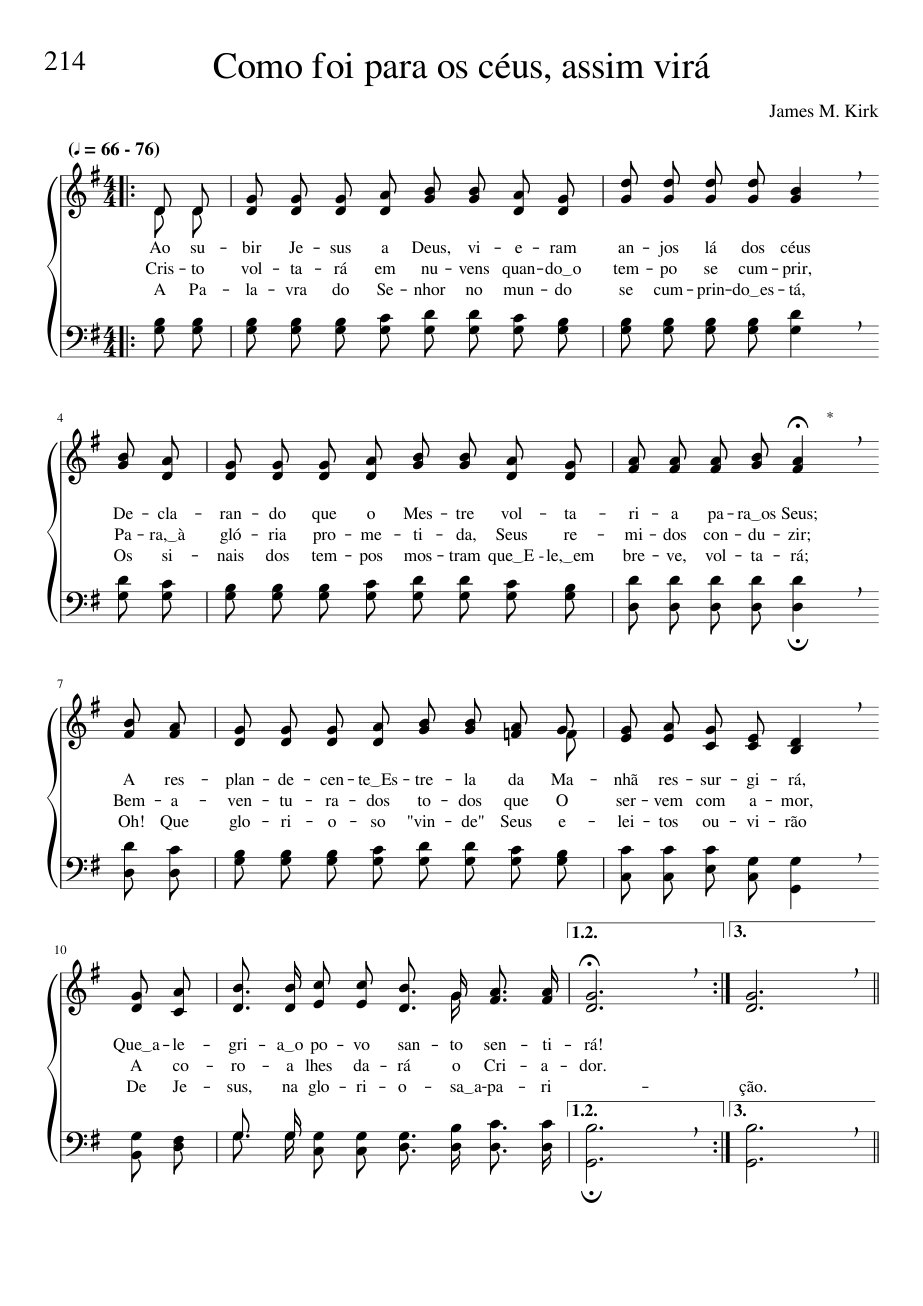 214
Como foi para os céus, assim virá
James M. Kirk
(♩ = 66 - 76)
Ao su - bir Je - sus a Deus, vi - e - ram an - jos lá dos céus
Cris - to vol - ta - rá em nu - vens quan - do_o tem - po se cum - prir,
A Pa - la - vra do Se - nhor no mun - do se cum - prin - do_es - tá,
4
*
De - cla - ran - do que o Mes - tre vol - ta - ri - a pa - ra_os Seus;
Pa - ra,_à gló - ria pro - me - ti - da, Seus re - mi - dos con - du - zir;
Os si - nais dos tem - pos mos - tram que_E - le,_em bre - ve, vol - ta - rá;
7
A res - plan - de - cen - te_Es - tre - la da Ma - nhã res - sur - gi - rá,
Bem - a - ven - tu - ra - dos to - dos que O ser - vem com a - mor,
Oh! Que glo - ri - o - so "vin - de" Seus e - lei - tos ou - vi - rão
10
1.2. 3.
Que_a - le - gri - a_o po - vo san - to sen - ti - rá!
A co - ro - a lhes da - rá o Cri - a - dor.
De Je - sus, na glo - ri - o - sa_a - pa - ri - ção.
1.2. 3.